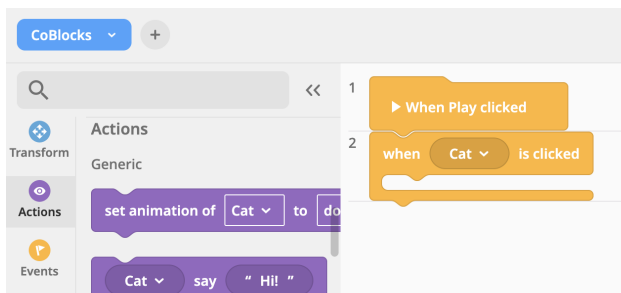 CoBlocks
+
Actions
Transform
Generic
Actions
set animation of Cat to do
Events
Cat say “ Hi! ”
1
When Play clicked
2
when Cat is clicked